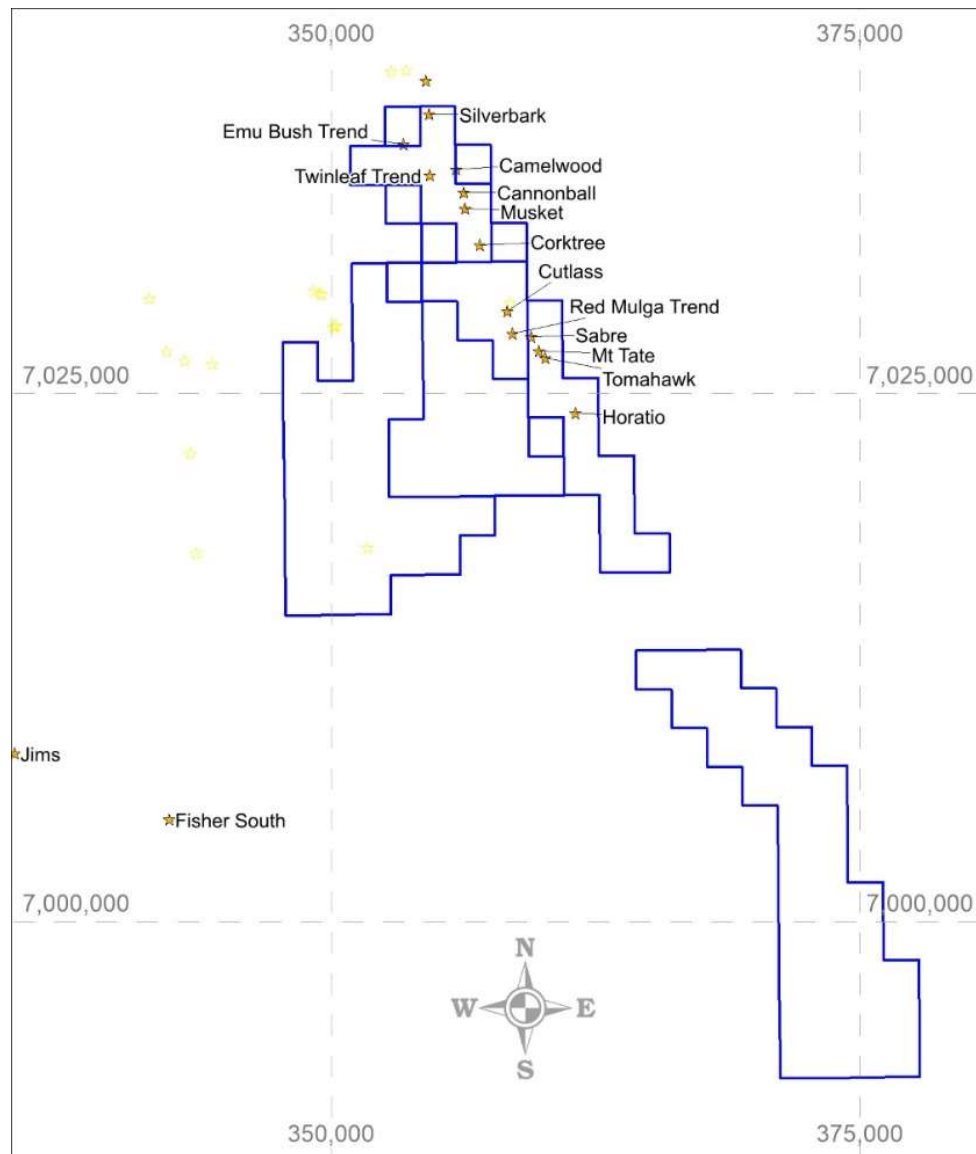 350,000 375,000
Silverbark
Emu Bush Trend
Camelwood
Twinleaf Trend
Cannonball
Musket
Corktree
Cutlass
Red Mulga Trend
Sabre
Mt Tate
7,025,000 7,025,000
Tomahawk
Horatio
Jims
Fisher South
7,000,000 7,000,000
N
W E
S
350,000 375,000